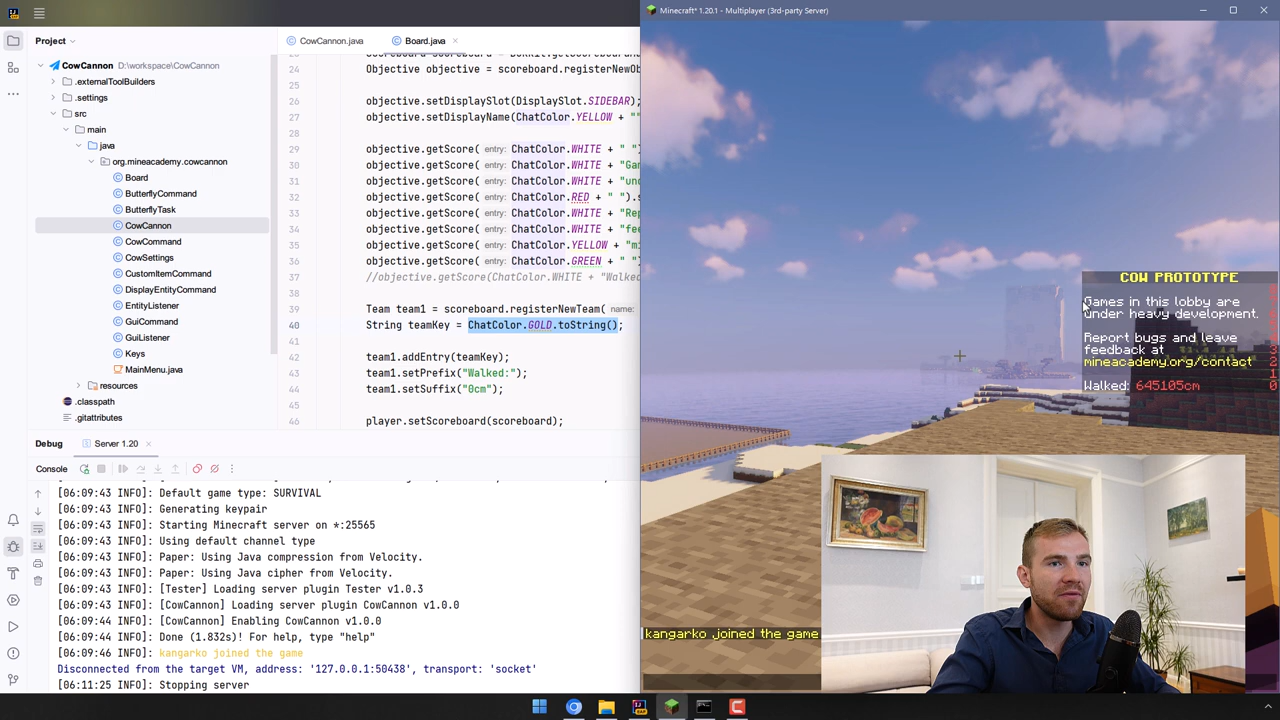 Minecraft* 1.20.1 - Multiplayer (3rd-party Server)
Project
CowCannon D:\workspace\CowCannon
.externalToolBuilders
.settings
src
main
java
org.mineacademy.cowcannon
Board
ButterflyCommand
ButterflyTask
CowCannon
CowCommand
CowSettings
CustomItemCommand
DisplayEntityCommand
EntityListener
GuiCommand
GuiListener
Keys
MainMenu.java
resources
.classpath
.gitattributes
CowCannon.java
Board.java
24 Objective objective = scoreboard.registerNewOb
25
26 objective.setDisplaySlot(DisplaySlot.SIDEBAR);
27 objective.setDisplayName(ChatColor.YELLOW + ""
28
29 objective.getScore( entry: ChatColor.WHITE + " ")
30 objective.getScore( entry: ChatColor.WHITE + "Gam
31 objective.getScore( entry: ChatColor.WHITE + "und
32 objective.getScore( entry: ChatColor.RED + " ").s
33 objective.getScore( entry: ChatColor.WHITE + "Rep
34 objective.getScore( entry: ChatColor.WHITE + "fee
35 objective.getScore( entry: ChatColor.YELLOW + "mi
36 objective.getScore( entry: ChatColor.GREEN + " ")
37 //objective.getScore(ChatColor.WHITE + "Walked
38
39 Team team1 = scoreboard.registerNewTeam( name:
40 String teamKey = ChatColor.GOLD.toString();
41
42 team1.addEntry(teamKey);
43 team1.setPrefix("Walked:");
44 team1.setSuffix("0cm");
45
46 player.setScoreboard(scoreboard);
COW PROTOTYPE
Games in this lobby are
under heavy development.
Report bugs and leave
feedback at
mineacademy.org/contact
Walked: 645105cm
0
kangarko joined the game
Debug
Server 1.20
Console
[06:09:43 INFO]: Default game type: SURVIVAL
[06:09:43 INFO]: Generating keypair
[06:09:43 INFO]: Starting Minecraft server on *:25565
[06:09:43 INFO]: Using default channel type
[06:09:43 INFO]: Paper: Using Java compression from Velocity.
[06:09:43 INFO]: Paper: Using Java cipher from Velocity.
[06:09:43 INFO]: [Tester] Loading server plugin Tester v1.0.3
[06:09:43 INFO]: [CowCannon] Loading server plugin CowCannon v1.0.0
[06:09:44 INFO]: [CowCannon] Enabling CowCannon v1.0.0
[06:09:44 INFO]: Done (1.832s)! For help, type "help"
[06:09:46 INFO]: kangarko joined the game
Disconnected from the target VM, address: '127.0.0.1:50438', transport: 'socket'
[06:11:25 INFO]: Stopping server